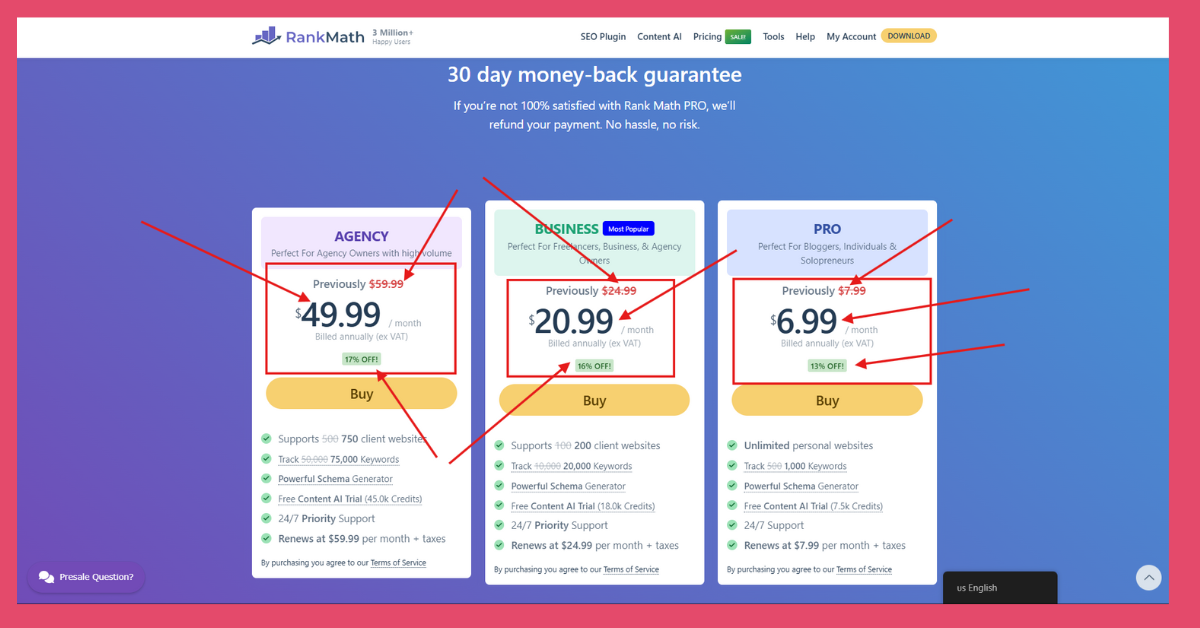 RankMath
3 Million+
Happy Users
SEO Plugin Content AI Pricing SALE! Tools Help My Account DOWNLOAD
30 day money-back guarantee
If you're not 100% satisfied with Rank Math PRO, we'll
refund your payment. No hassle, no risk.
AGENCY
Perfect For Agency Owners with high volume
Previously $59.99
$49.99 / month
Billed annually (ex VAT)
17% OFF!
Buy
Supports 500 750 client websites
Track 50,000 75,000 Keywords
Powerful Schema Generator
Free Content AI Trial (45.0k Credits)
24/7 Priority Support
Renews at $59.99 per month + taxes
By purchasing you agree to our Terms of Service
BUSINESS Most Popular
Perfect For Freelancers, Business, & Agency
Owners
Previously $24.99
$20.99 / month
Billed annually (ex VAT)
16% OFF!
Buy
Supports 100 200 client websites
Track 10,000 20,000 Keywords
Powerful Schema Generator
Free Content AI Trial (18.0k Credits)
24/7 Priority Support
Renews at $24.99 per month + taxes
By purchasing you agree to our Terms of Service
PRO
Perfect For Bloggers, Individuals &
Solopreneurs
Previously $7.99
$6.99 / month
Billed annually (ex VAT)
13% OFF!
Buy
Unlimited personal websites
Track 500 1,000 Keywords
Powerful Schema Generator
Free Content AI Trial (7.5k Credits)
24/7 Support
Renews at $7.99 per month + taxes
By purchasing you agree to our Terms of Service
Presale Question?
us English